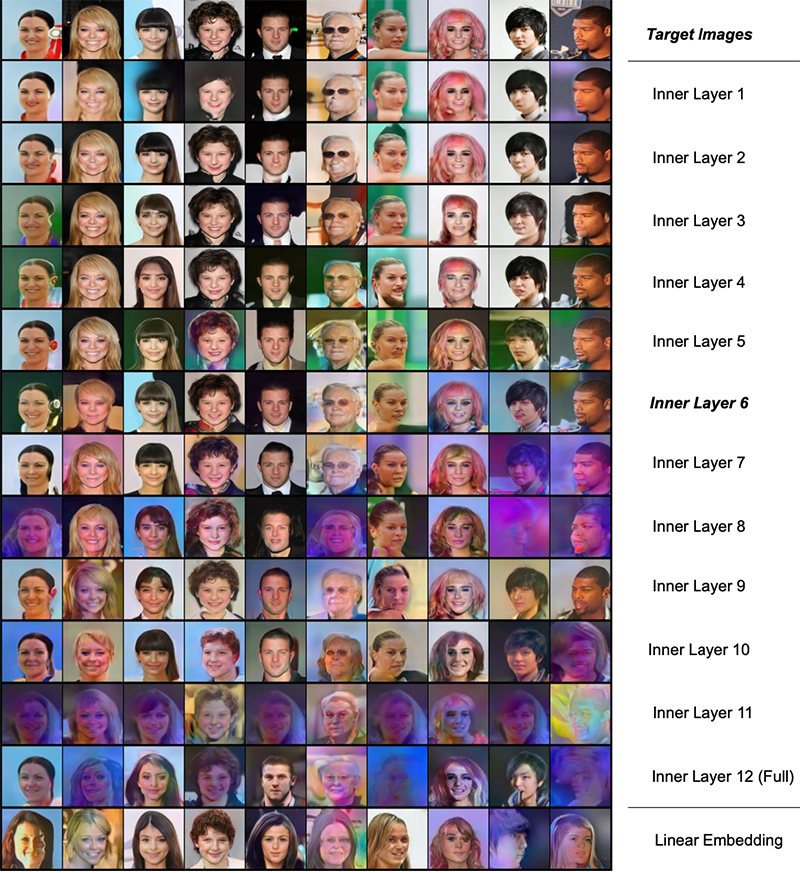 Target Images
Inner Layer 1
Inner Layer 2
Inner Layer 3
Inner Layer 4
Inner Layer 5
Inner Layer 6
Inner Layer 7
Inner Layer 8
Inner Layer 9
Inner Layer 10
Inner Layer 11
Inner Layer 12 (Full)
Linear Embedding